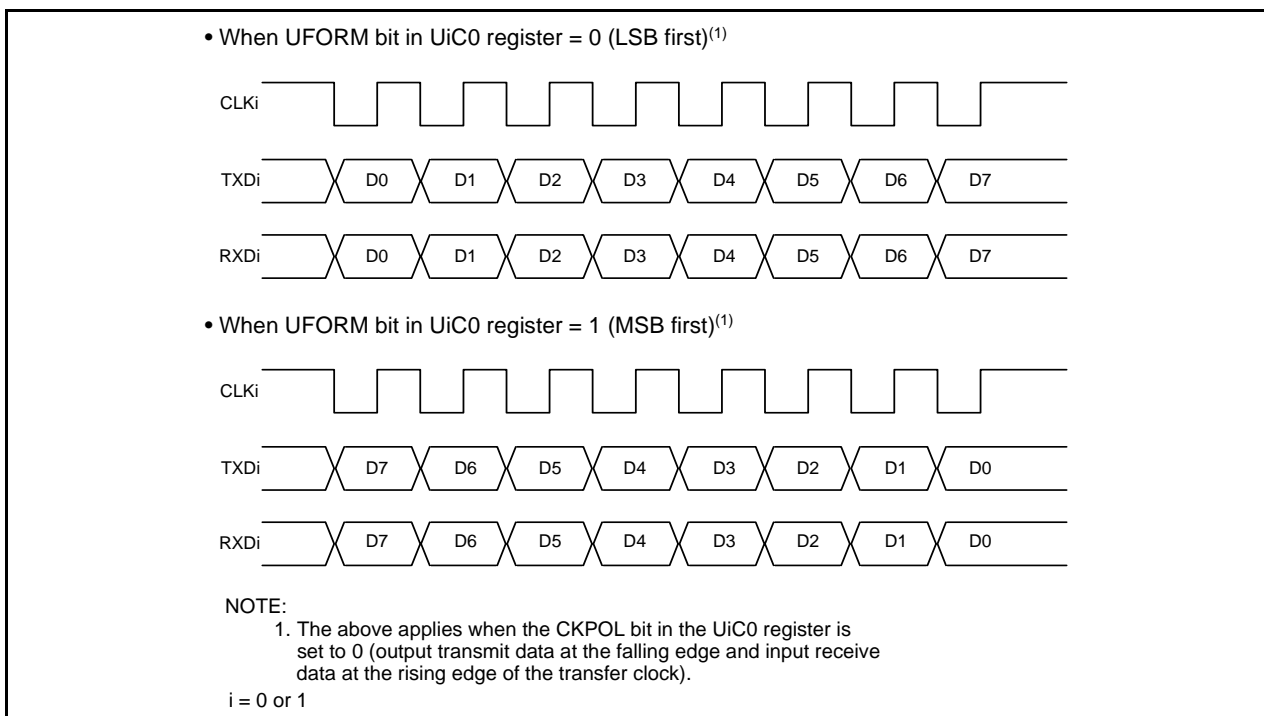 • When UFORM bit in UiC0 register = 0 (LSB first)(1)
CLKi
TXDi D0 D1 D2 D3 D4 D5 D6 D7
RXDi D0 D1 D2 D3 D4 D5 D6 D7
• When UFORM bit in UiC0 register = 1 (MSB first)(1)
CLKi
TXDi D7 D6 D5 D4 D3 D2 D1 D0
RXDi D7 D6 D5 D4 D3 D2 D1 D0
NOTE:
1. The above applies when the CKPOL bit in the UiC0 register is
set to 0 (output transmit data at the falling edge and input receive
data at the rising edge of the transfer clock).
i = 0 or 1